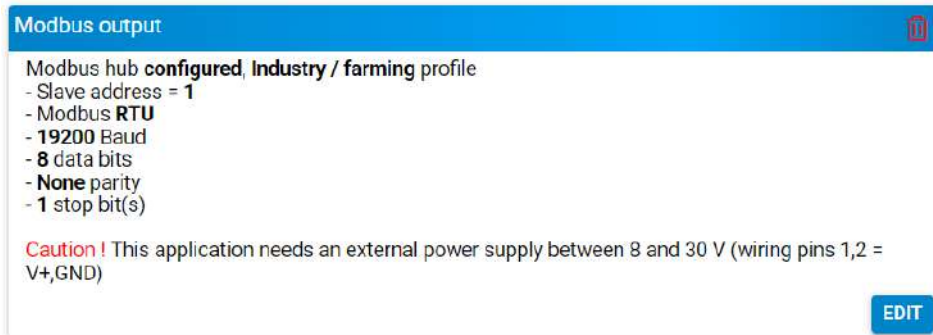 Modbus output
Modbus hub configured, Industry / farming profile
- Slave address = 1
- Modbus RTU
- 19200 Baud
- 8 data bits
- None parity
- 1 stop bit(s)
Caution ! This application needs an external power supply between 8 and 30 V (wiring pins 1,2 =
V+,GND)
EDIT